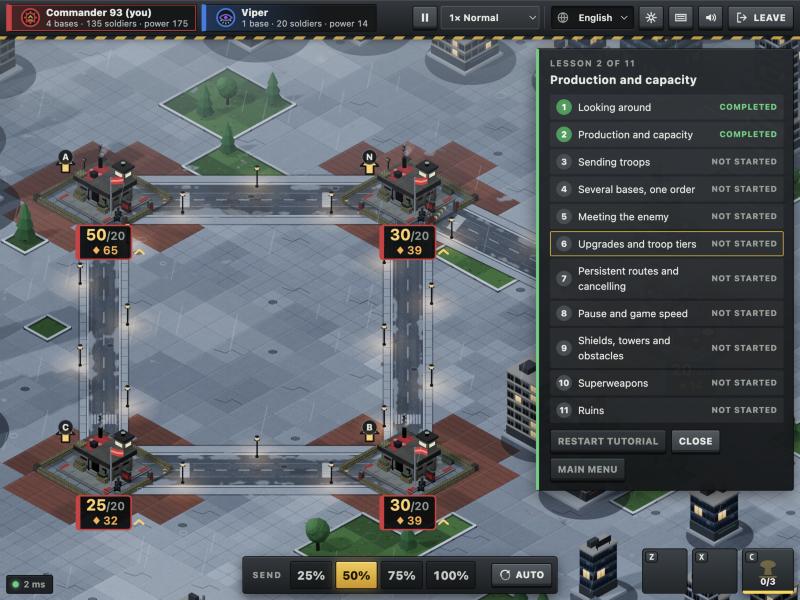 Commander 93 (you)
4 bases · 135 soldiers · power 175
Viper
1 base · 20 soldiers · power 14
1x Normal
English
LEAVE
LESSON 2 OF 11
Production and capacity
1 Looking around COMPLETED
2 Production and capacity COMPLETED
3 Sending troops NOT STARTED
4 Several bases, one order NOT STARTED
5 Meeting the enemy NOT STARTED
6 Upgrades and troop tiers NOT STARTED
7 Persistent routes and
cancelling NOT STARTED
8 Pause and game speed NOT STARTED
9 Shields, towers and
obstacles NOT STARTED
10 Superweapons NOT STARTED
11 Ruins NOT STARTED
RESTART TUTORIAL CLOSE
MAIN MENU
A
50/20
65
N
30/20
39
C
25/20
32
B
30/20
39
SEND 25% 50% 75% 100% AUTO
2 ms
Z X C
0/3